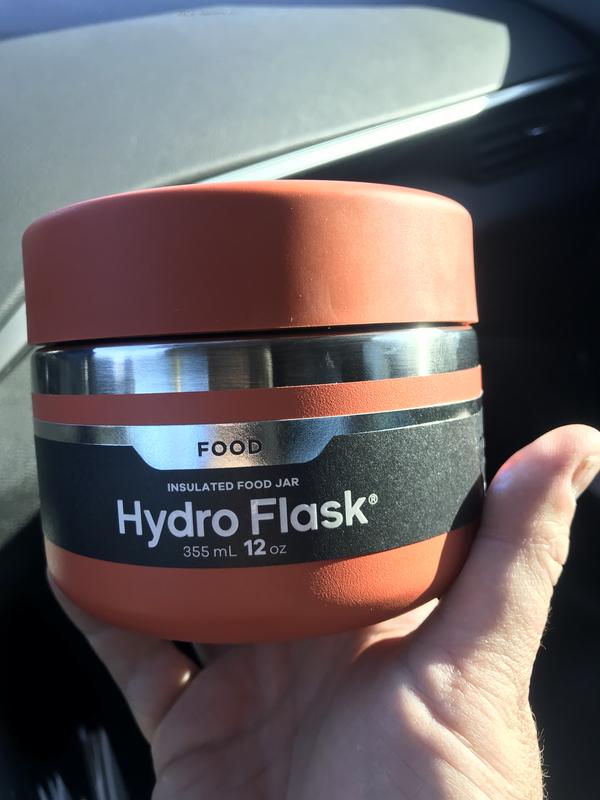 FOOD
INSULATED FOOD JAR
Hydro Flask®
355 mL 12 oz